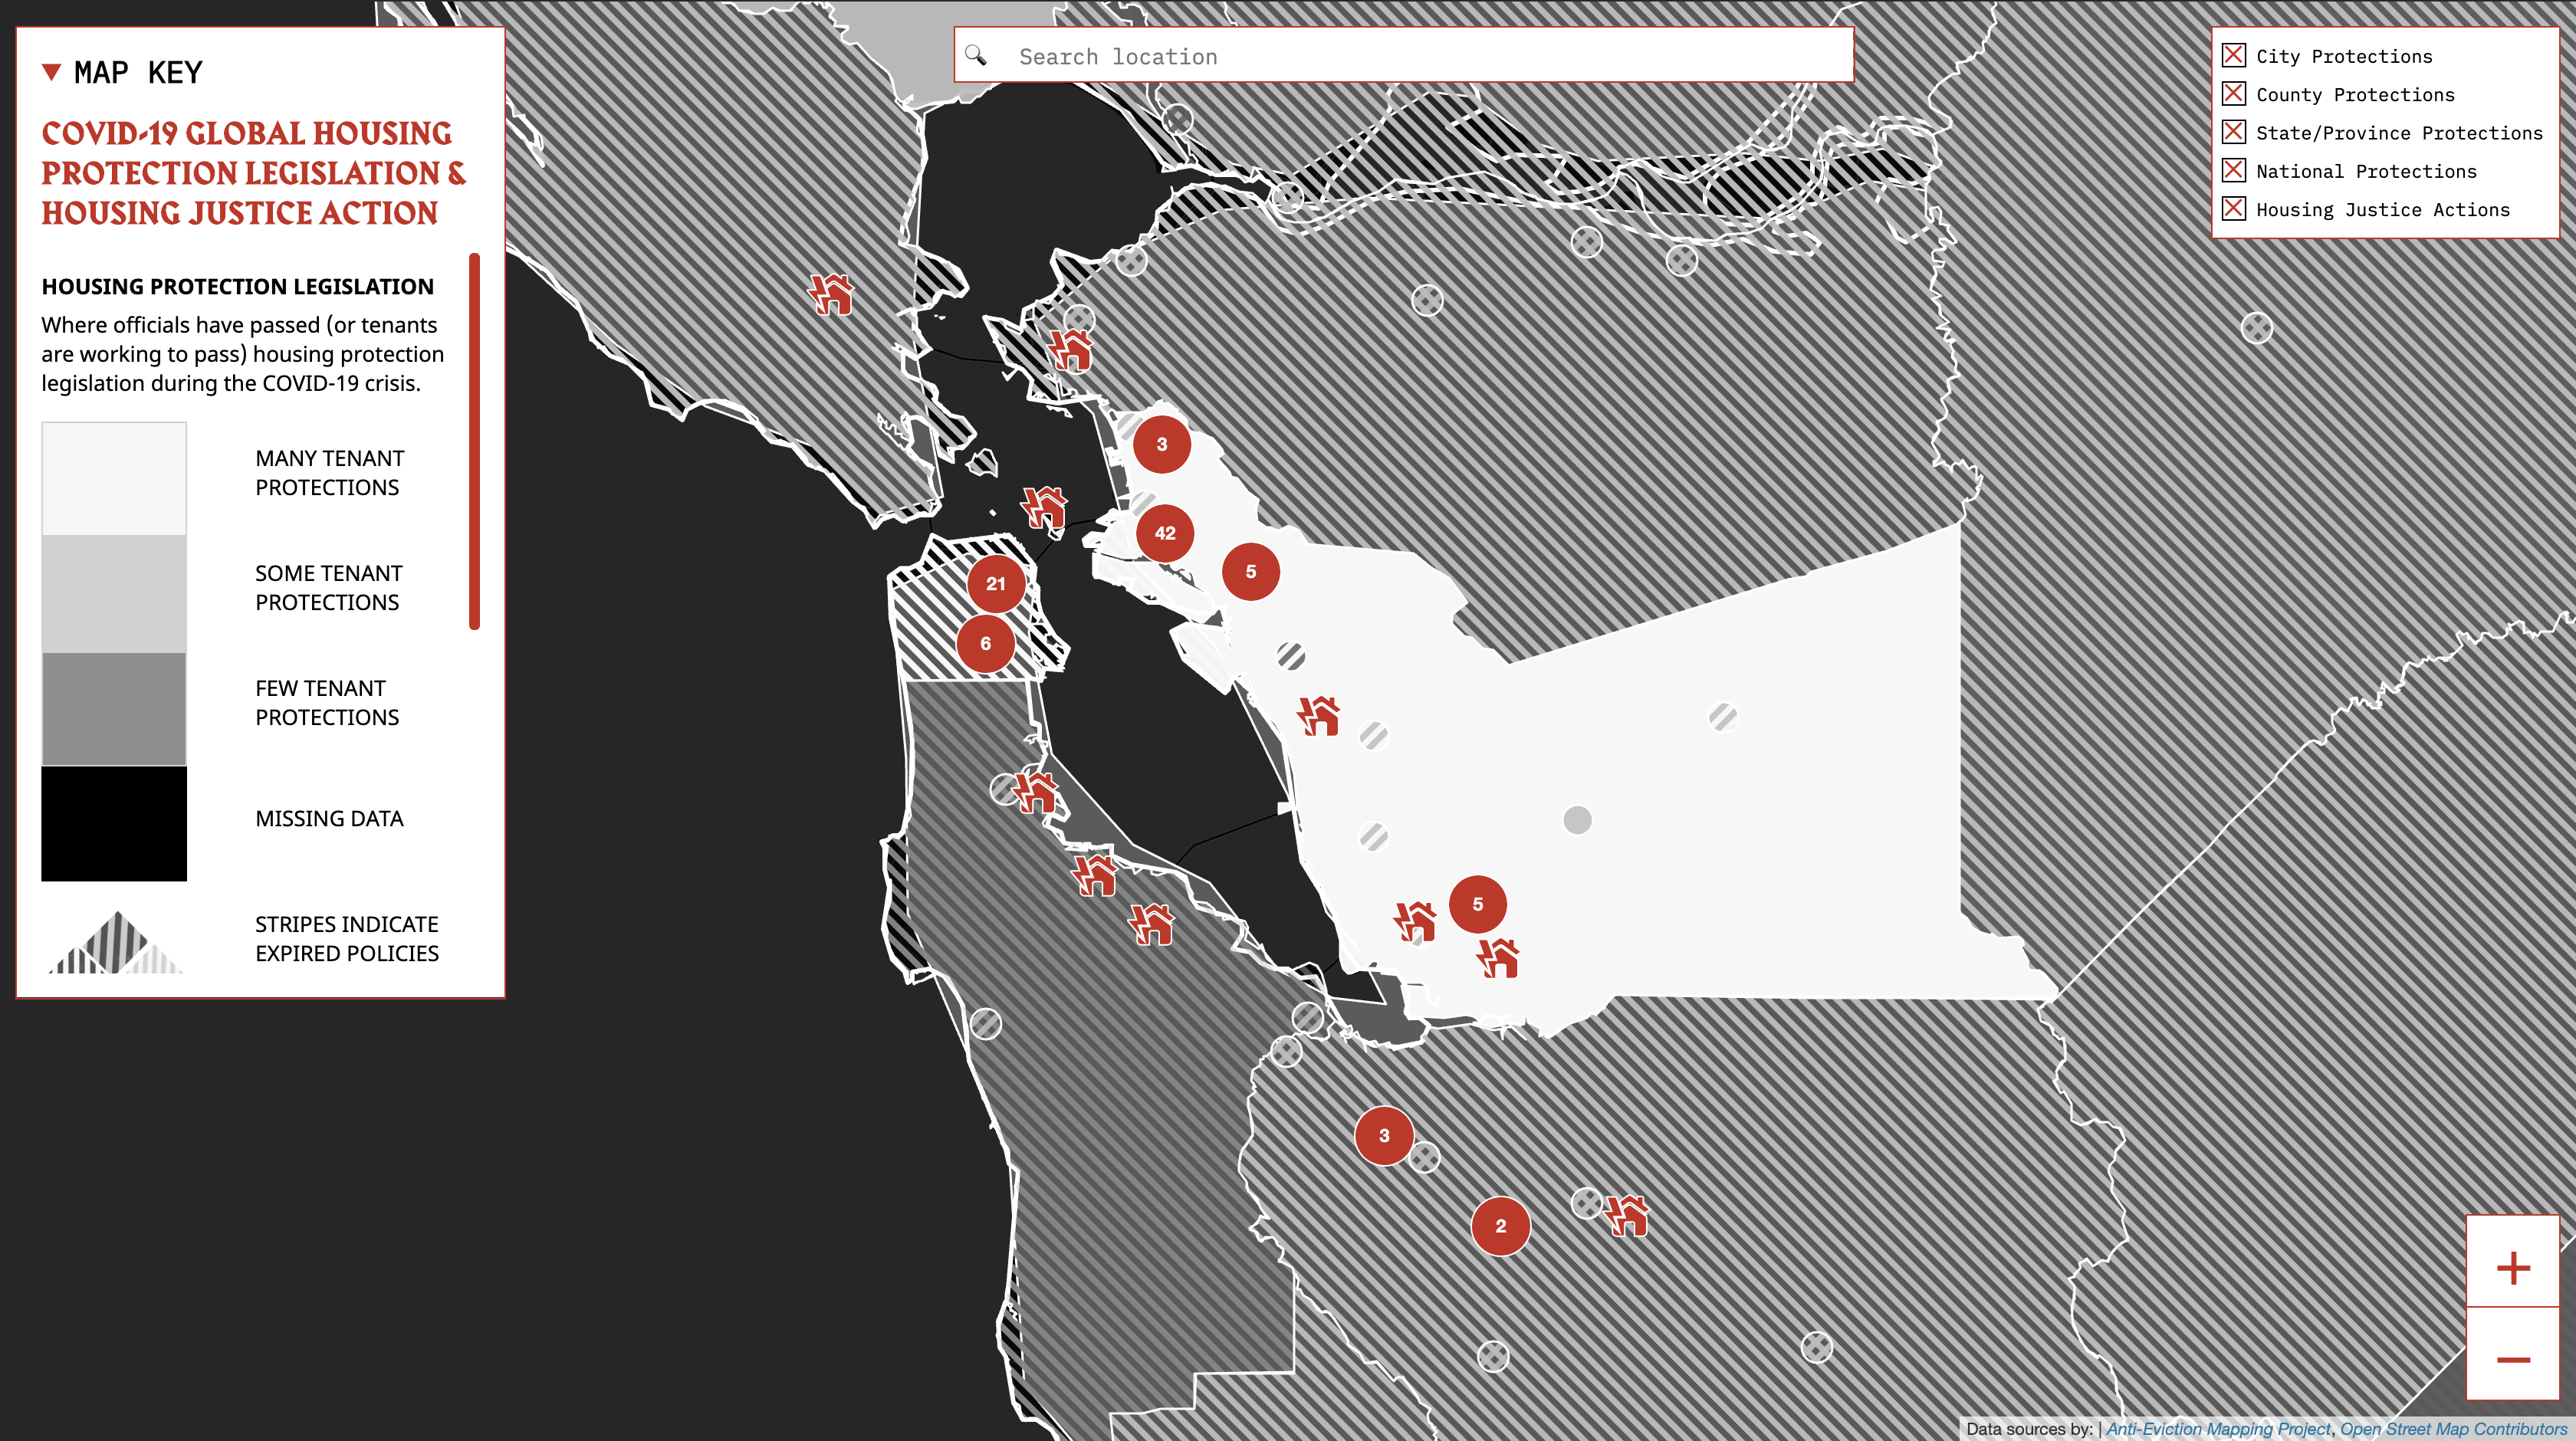 ▼ MAP KEY
COVID-19 GLOBAL HOUSING
PROTECTION LEGISLATION &
HOUSING JUSTICE ACTION
HOUSING PROTECTION LEGISLATION
Where officials have passed (or tenants
are working to pass) housing protection
legislation during the COVID-19 crisis.
MANY TENANT
PROTECTIONS
SOME TENANT
PROTECTIONS
FEW TENANT
PROTECTIONS
MISSING DATA
STRIPES INDICATE
EXPIRED POLICIES
Search location
City Protections
County Protections
State/Province Protections
National Protections
Housing Justice Actions
3
42
5
21
6
5
3
2
+
−
Data sources by: | Anti-Eviction Mapping Project, Open Street Map Contributors